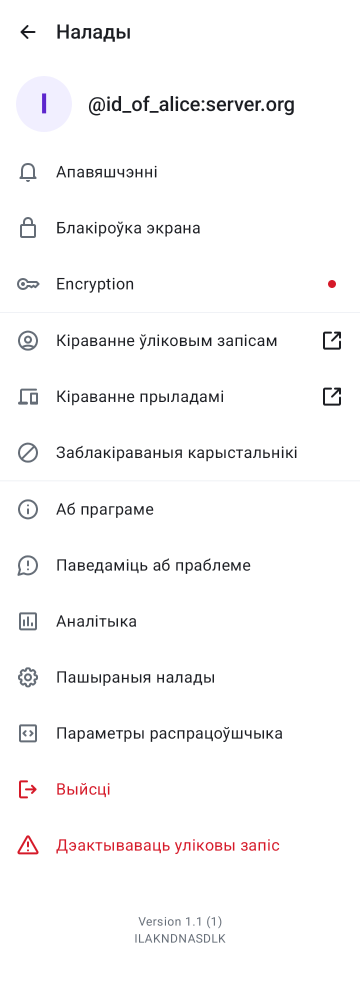 Налады
I
@id_of_alice:server.org
Апавяшчэнні
Блакіроўка экрана
Encryption
Кіраванне ўліковым запісам
Кіраванне прыладамі
Заблакіраваныя карыстальнікі
Аб праграме
Паведаміць аб праблеме
Аналітыка
Пашыраныя налады
Параметры распрацоўшчыка
Выйсці
Дэактываваць уліковы запіс
Version 1.1 (1)
ILAKNDNASDLK